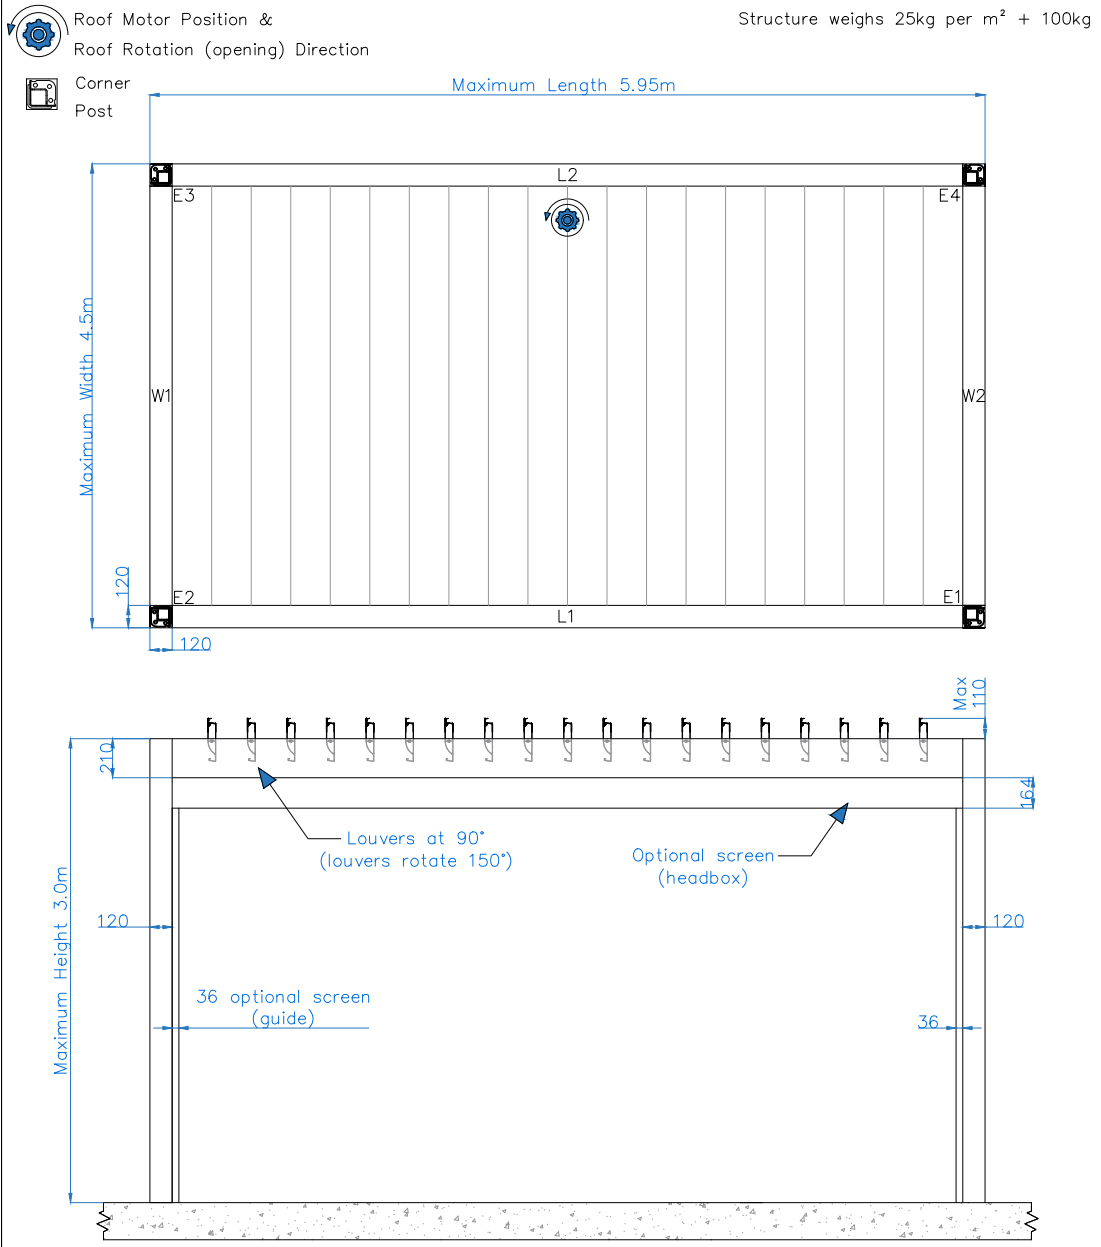 Roof Motor Position &
Roof Rotation (opening) Direction
Structure weighs 25kg per m² + 100kg
Corner
Post
Maximum Length 5.95m
L2
E3
E4
Maximum Width 4.5m
W1
W2
120
E2
E1
L1
120
Max
110
210
164
Louvers at 90°
(louvers rotate 150°)
Optional screen
(headbox)
Maximum Height 3.0m
120
120
36 optional screen
(guide)
36